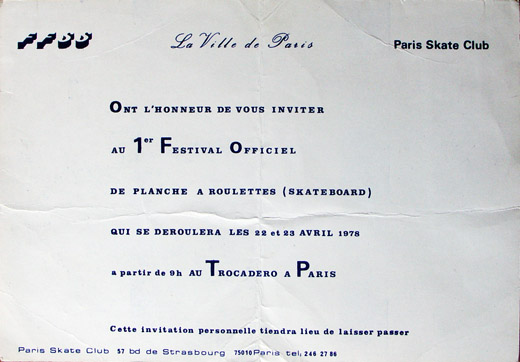 FFSS La Ville de Paris Paris Skate Club
ONT L'HONNEUR DE VOUS INVITER
AU 1er FESTIVAL OFFICIEL
DE PLANCHE A ROULETTES (SKATEBOARD)
QUI SE DEROULERA LES 22 et 23 AVRIL 1978
a partir de 9h AU TROCADERO A PARIS
Cette invitation personnelle tiendra lieu de laisser passer
Paris Skate Club 57 bd de Strasbourg 75010 Paris tel. 246 27 86